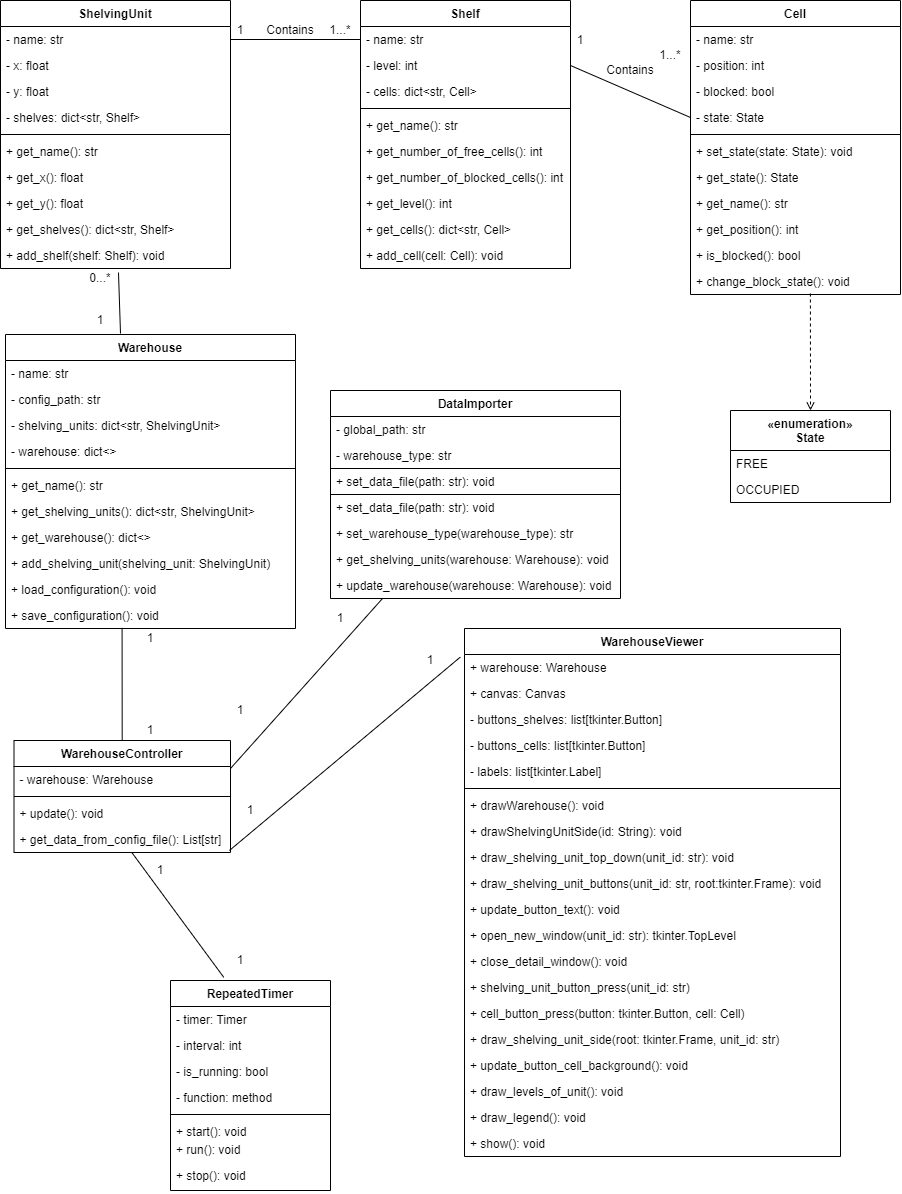 ShelvingUnit
- name: str
- x: float
- y: float
- shelves: dict<str, Shelf>
+ get_name(): str
+ get_x(): float
+ get_y(): float
+ get_shelves(): dict<str, Shelf>
+ add_shelf(shelf: Shelf): void
1
Contains
1...*
Shelf
- name: str
- level: int
- cells: dict<str, Cell>
+ get_name(): str
+ get_number_of_free_cells(): int
+ get_number_of_blocked_cells(): int
+ get_level(): int
+ get_cells(): dict<str, Cell>
+ add_cell(cell: Cell): void
1
1...*
Contains
Cell
- name: str
- position: int
- blocked: bool
- state: State
+ set_state(state: State): void
+ get_state(): State
+ get_name(): str
+ get_position(): int
+ is_blocked(): bool
+ change_block_state(): void
0...*
1
Warehouse
- name: str
- config_path: str
- shelving_units: dict<str, ShelvingUnit>
- warehouse: dict<>
+ get_name(): str
+ get_shelving_units(): dict<str, ShelvingUnit>
+ get_warehouse(): dict<>
+ add_shelving_unit(shelving_unit: ShelvingUnit)
+ load_configuration(): void
+ save_configuration(): void
DataImporter
- global_path: str
- warehouse_type: str
+ set_data_file(path: str): void
+ set_data_file(path: str): void
+ set_warehouse_type(warehouse_type): str
+ get_shelving_units(warehouse: Warehouse): void
+ update_warehouse(warehouse: Warehouse): void
«enumeration»
State
FREE
OCCUPIED
1
1
1
1
1
1
WarehouseController
- warehouse: Warehouse
+ update(): void
+ get_data_from_config_file(): List[str]
1
1
RepeatedTimer
- timer: Timer
- interval: int
- is_running: bool
- function: method
+ start(): void
+ run(): void
+ stop(): void
WarehouseViewer
+ warehouse: Warehouse
+ canvas: Canvas
- buttons_shelves: list[tkinter.Button]
- buttons_cells: list[tkinter.Button]
- labels: list[tkinter.Label]
+ drawWarehouse(): void
+ drawShelvingUnitSide(id: String): void
+ draw_shelving_unit_top_down(unit_id: str): void
+ draw_shelving_unit_buttons(unit_id: str, root:tkinter.Frame): void
+ update_button_text(): void
+ open_new_window(unit_id: str): tkinter.TopLevel
+ close_detail_window(): void
+ shelving_unit_button_press(unit_id: str)
+ cell_button_press(button: tkinter.Button, cell: Cell)
+ draw_shelving_unit_side(root: tkinter.Frame, unit_id: str)
+ update_button_cell_background(): void
+ draw_levels_of_unit(): void
+ draw_legend(): void
+ show(): void